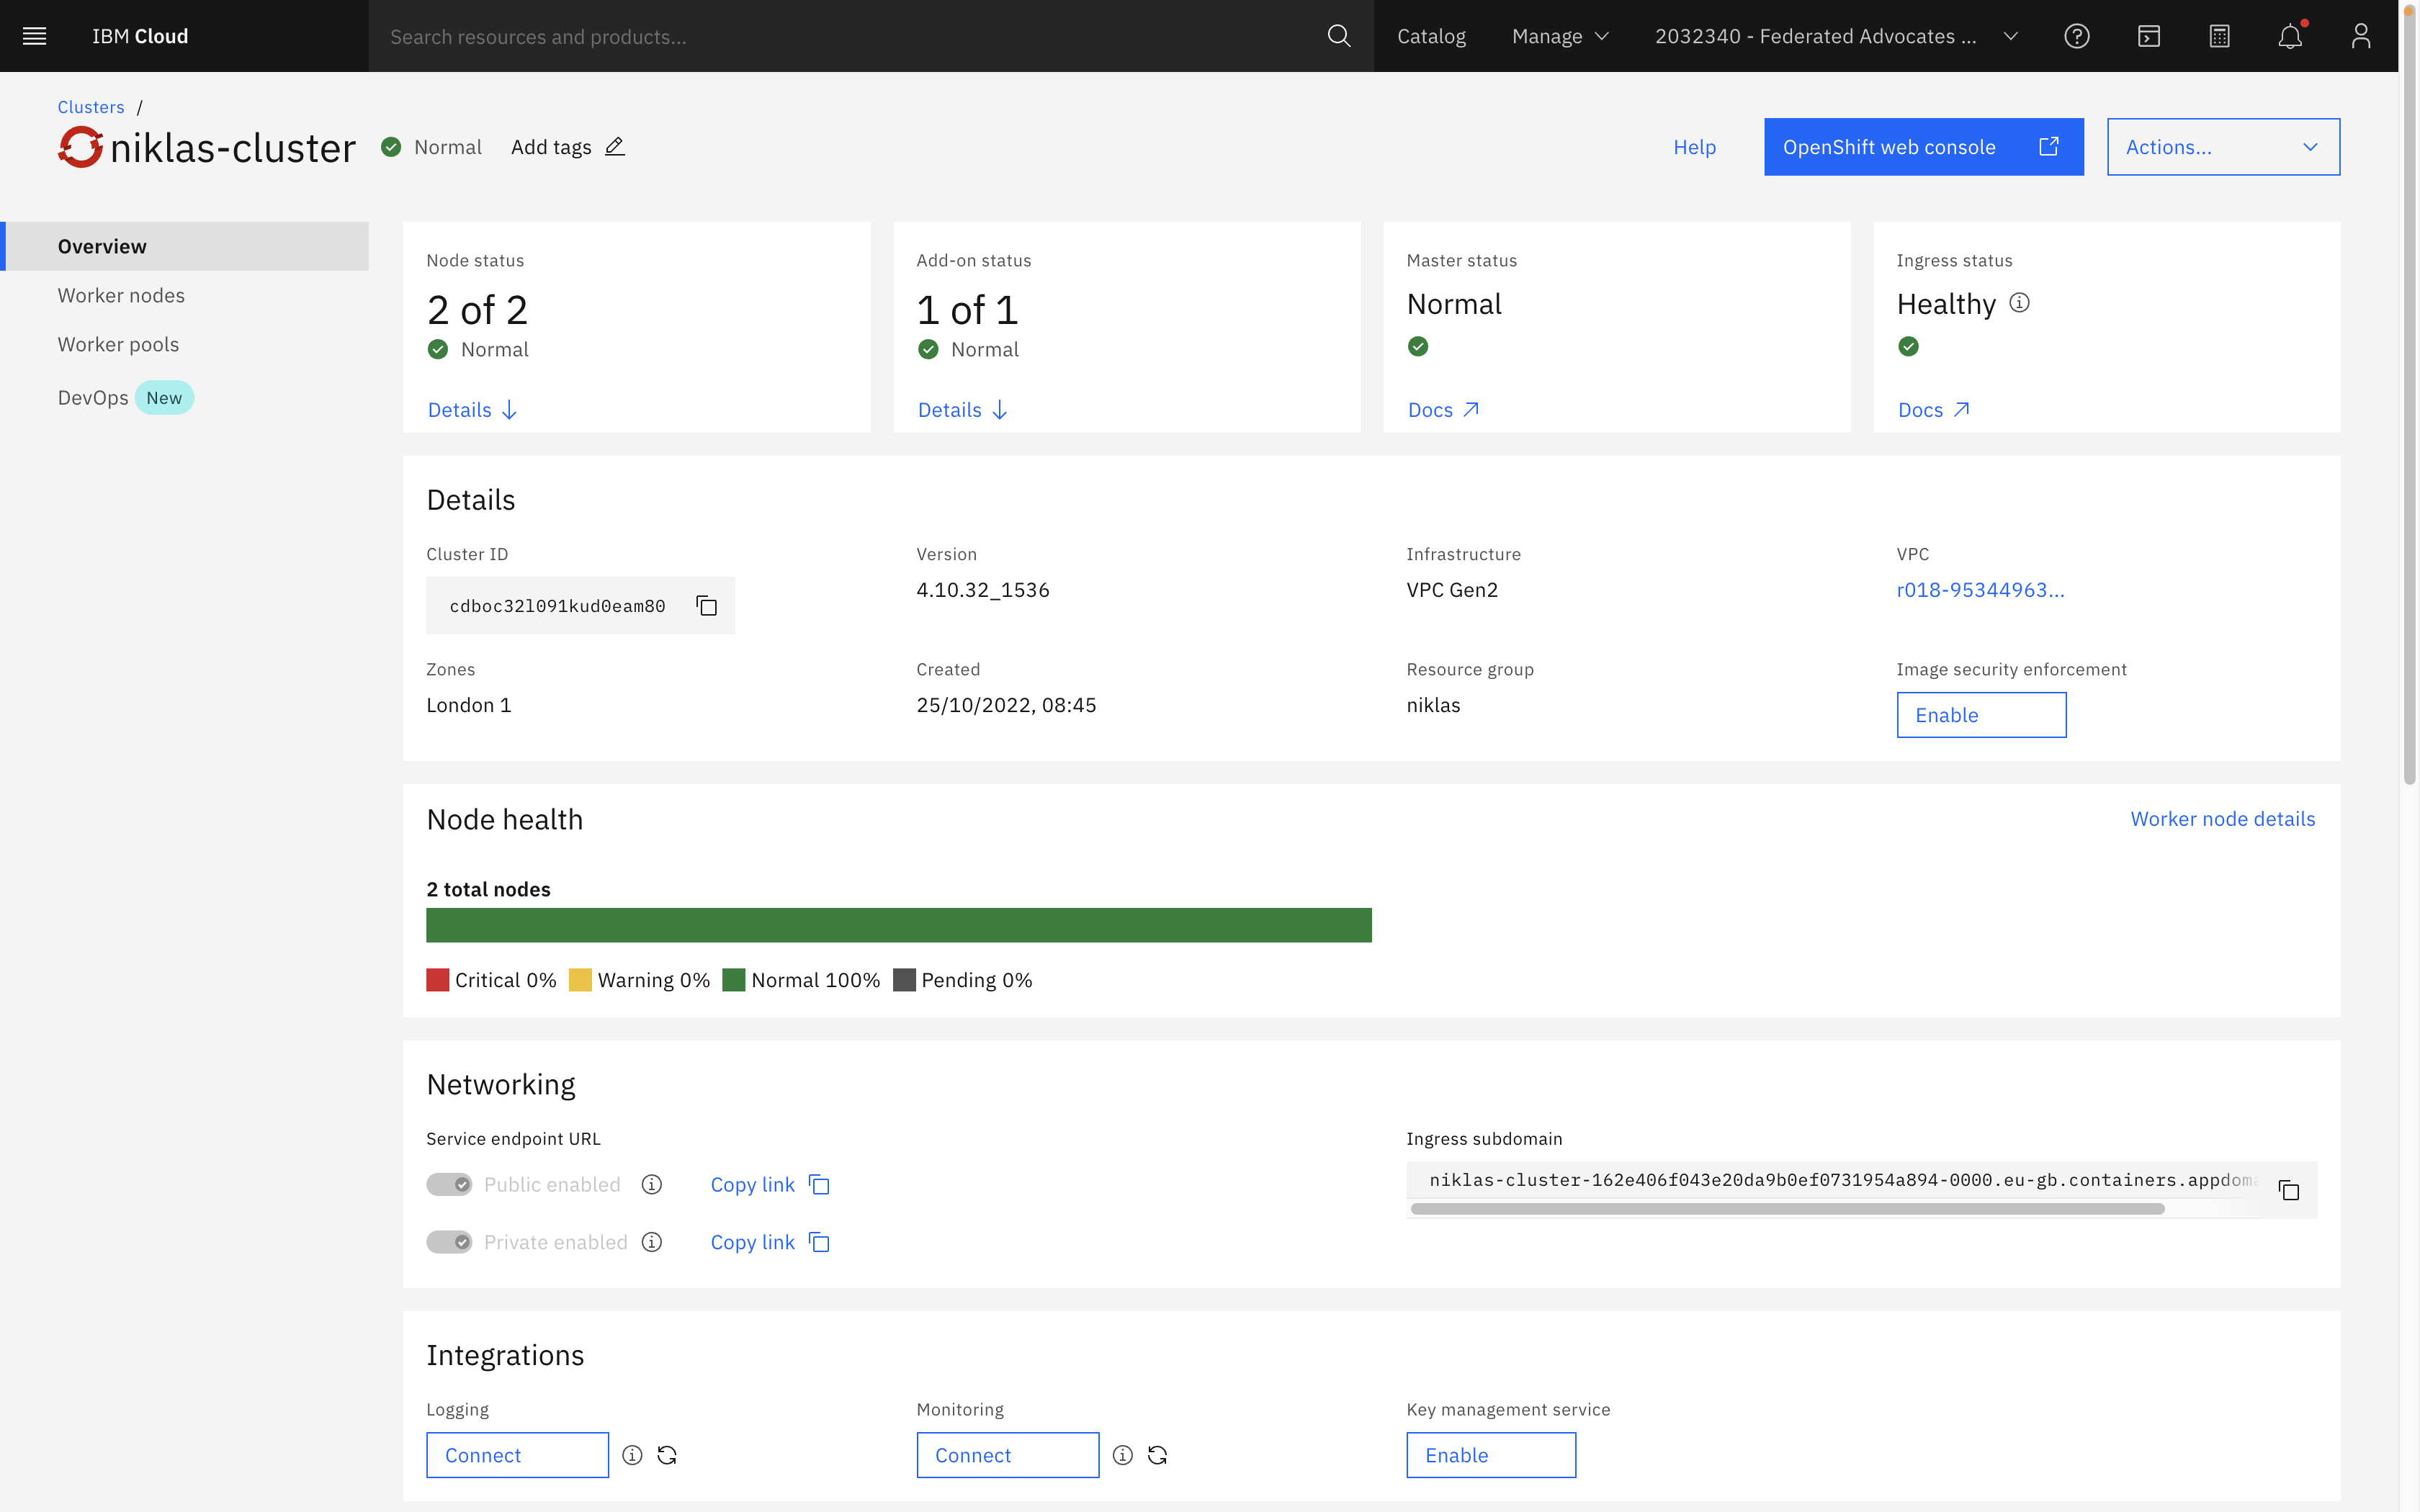 IBM Cloud
Search resources and products...
Catalog
Manage
2032340 - Federated Advocates ...
Clusters /
niklas-cluster
Normal
Add tags
Help
OpenShift web console
Actions...
Overview
Worker nodes
Worker pools
DevOps New
Node status
2 of 2
Normal
Details
Add-on status
1 of 1
Normal
Details
Master status
Normal
Docs
Ingress status
Healthy
Docs
Details
Cluster ID
cdboc32l091kud0eam80
Version
4.10.32_1536
Infrastructure
VPC Gen2
VPC
r018-95344963...
Zones
London 1
Created
25/10/2022, 08:45
Resource group
niklas
Image security enforcement
Enable
Node health
Worker node details
2 total nodes
Critical 0% Warning 0% Normal 100% Pending 0%
Networking
Service endpoint URL
Public enabled
Copy link
Private enabled
Copy link
Ingress subdomain
niklas-cluster-162e406f043e20da9b0ef0731954a894-0000.eu-gb.containers.appdoma
Integrations
Logging
Connect
Monitoring
Connect
Key management service
Enable